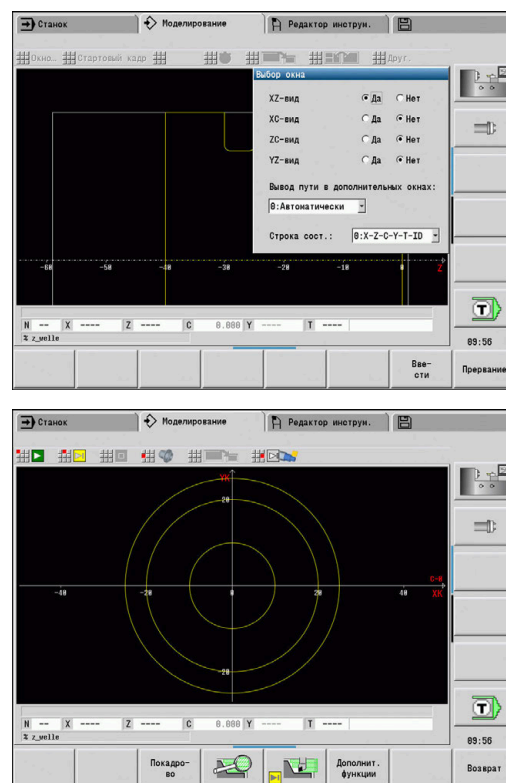 Станок
Моделирование
Редактор инструм.
Окно..
Стартовый кадр
Друг.
Выбор окна
XZ-вид Да Нет
XC-вид Да Нет
ZC-вид Да Нет
YZ-вид Да Нет
Вывод пути в дополнительных окнах:
0:Автоматически
Строка сост.: 0:X-Z-C-Y-T-ID
-60 -40 -30 -20 -10 0 Z
N -- X ---- Z ---- C 0.000 Y ---- T ----
% z_welle
09:56
Вве-
сти
Прервание
Станок
Моделирование
Редактор инструм.
YK
20
C-0
-40 -20 0 20 40 XK
-20
N -- X ---- Z ---- C 0.000 Y ---- T ----
% z_welle
09:56
Покадро-
во
Дополнит.
функции
Возврат